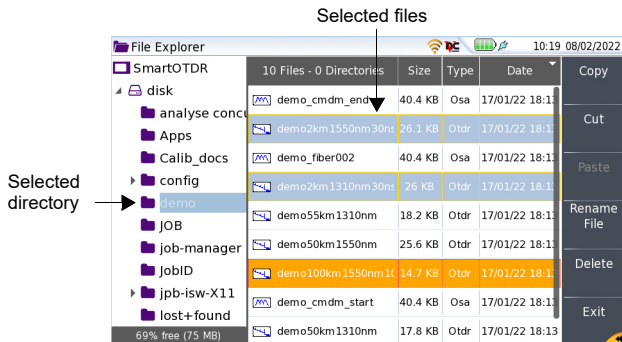 Selected files
File Explorer
10:19 08/02/2022
SmartOTDR
disk
analyse concu
Apps
Calib_docs
config
demo
JOB
job-manager
JobID
jpb-isw-X11
lost+found
69% free (75 MB)
Selected
directory
10 Files - 0 Directories Size Type Date
demo_cmdm_end 40.4 KB Osa 17/01/22 18:13
demo2km1550nm30ns 26.1 KB Otdr 17/01/22 18:13
demo_fiber002 40.4 KB Osa 17/01/22 18:13
demo2km1310nm30ns 26 KB Otdr 17/01/22 18:13
demo55km1310nm 18.2 KB Otdr 17/01/22 18:13
demo50km1550nm 25.6 KB Otdr 17/01/22 18:13
demo100km1550nm10 14.7 KB Otdr 17/01/22 18:13
demo_cmdm_start 40.4 KB Osa 17/01/22 18:13
demo50km1310nm 17.8 KB Otdr 17/01/22 18:13
Copy
Cut
Paste
Rename
File
Delete
Exit